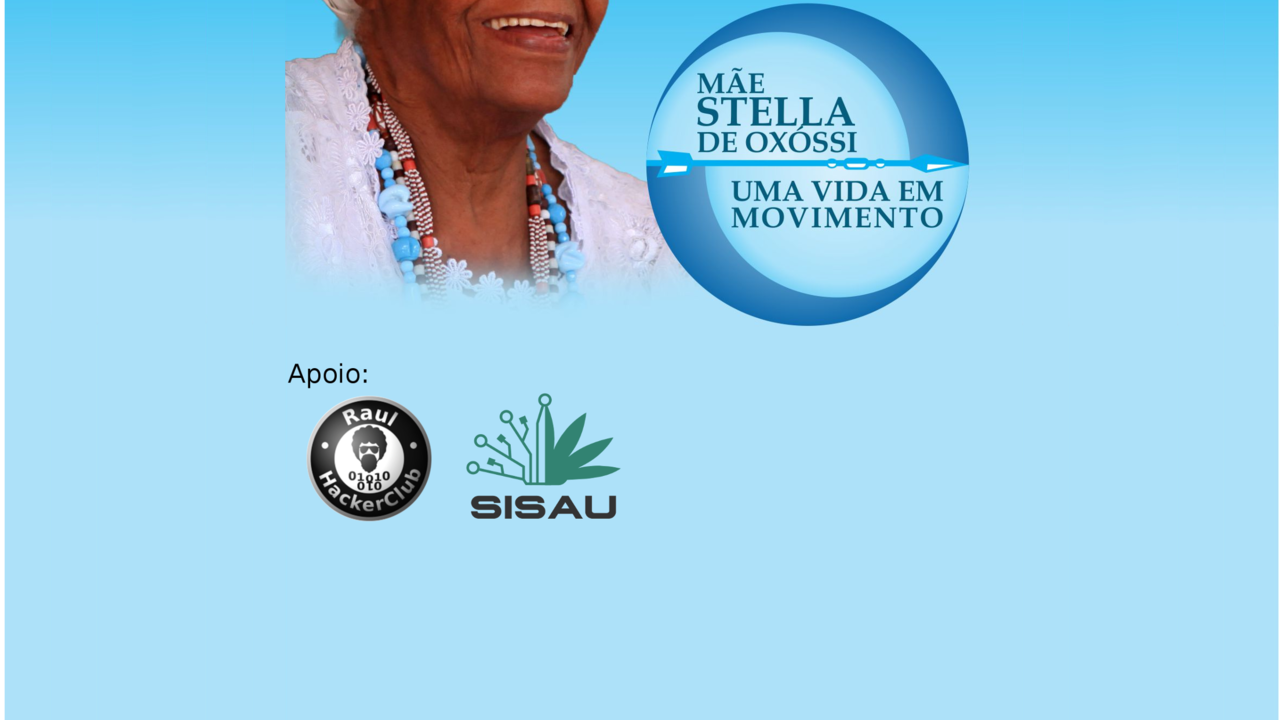 MÃE
STELLA
DE OXÓSSI
UMA VIDA EM
MOVIMENTO
Apoio:
Raul
01010
010
HackerClub
SISAU